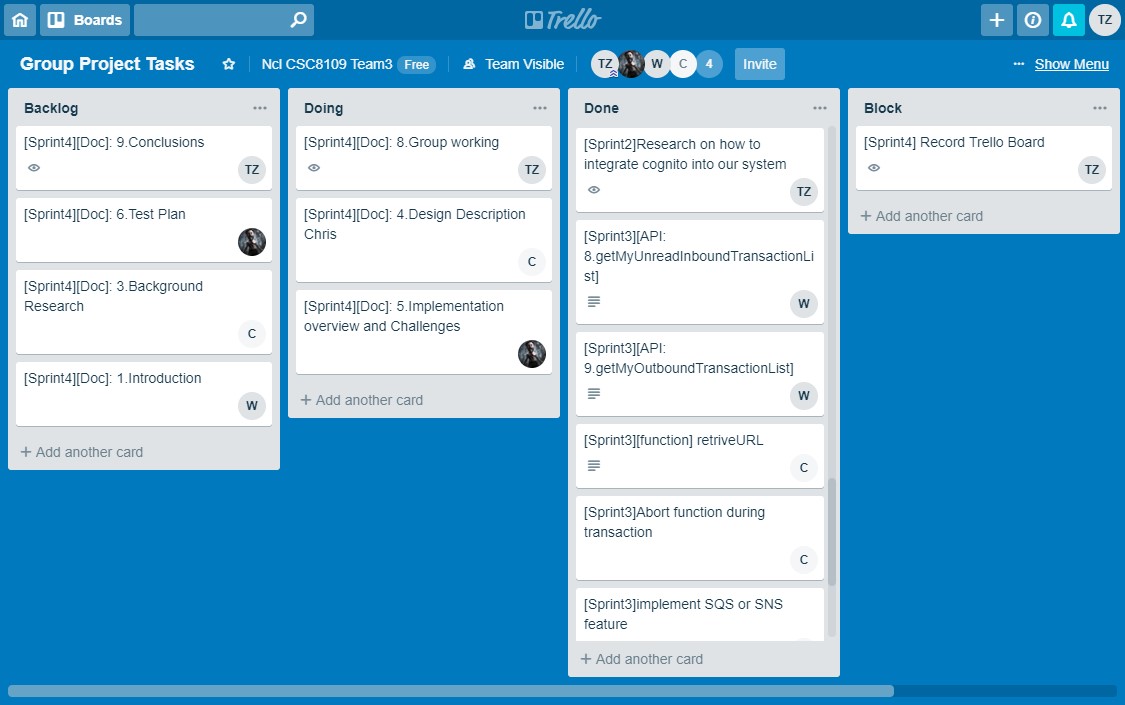 Boards
Trello
TZ
Group Project Tasks
Ncl CSC8109 Team3 Free
Team Visible
TZ W C 4
Invite
Show Menu
Backlog
[Sprint4][Doc]: 9.Conclusions
TZ
[Sprint4][Doc]: 6.Test Plan
[Sprint4][Doc]: 3.Background
Research
C
[Sprint4][Doc]: 1.Introduction
W
+ Add another card
Doing
[Sprint4][Doc]: 8.Group working
TZ
[Sprint4][Doc]: 4.Design Description
Chris
C
[Sprint4][Doc]: 5.Implementation
overview and Challenges
+ Add another card
Done
[Sprint2]Research on how to
integrate cognito into our system
TZ
[Sprint3][API:
8.getMyUnreadInboundTransactionLi
st]
W
[Sprint3][API:
9.getMyOutboundTransactionList]
W
[Sprint3][function] retriveURL
C
[Sprint3]Abort function during
transaction
C
[Sprint3]implement SQS or SNS
feature
+ Add another card
Block
[Sprint4] Record Trello Board
TZ
+ Add another card